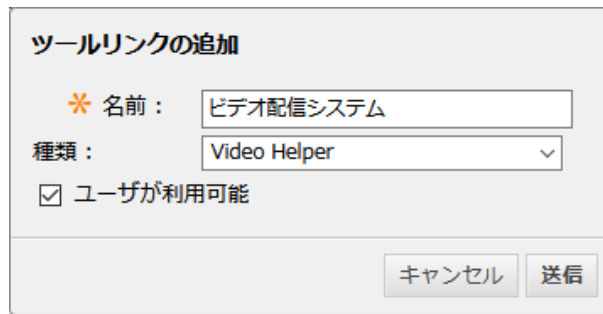 ツールリンクの追加
* 名前： ビデオ配信システム
種類： Video Helper
ユーザが利用可能
キャンセル 送信